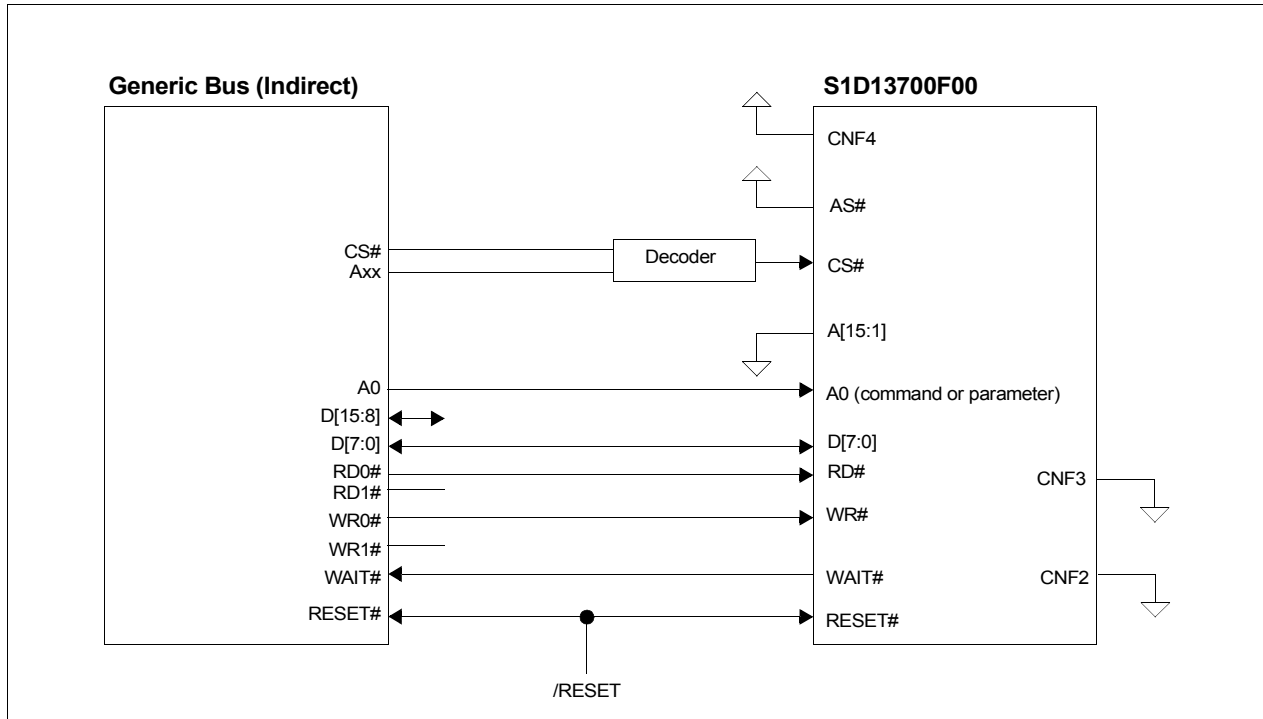 Generic Bus (Indirect)
S1D13700F00
CNF4
AS#
CS#
Axx
Decoder
CS#
A[15:1]
A0
A0 (command or parameter)
D[15:8]
D[7:0]
D[7:0]
RD0#
RD#
RD1#
CNF3
WR0#
WR#
WR1#
WAIT#
WAIT#
CNF2
RESET#
RESET#
/RESET